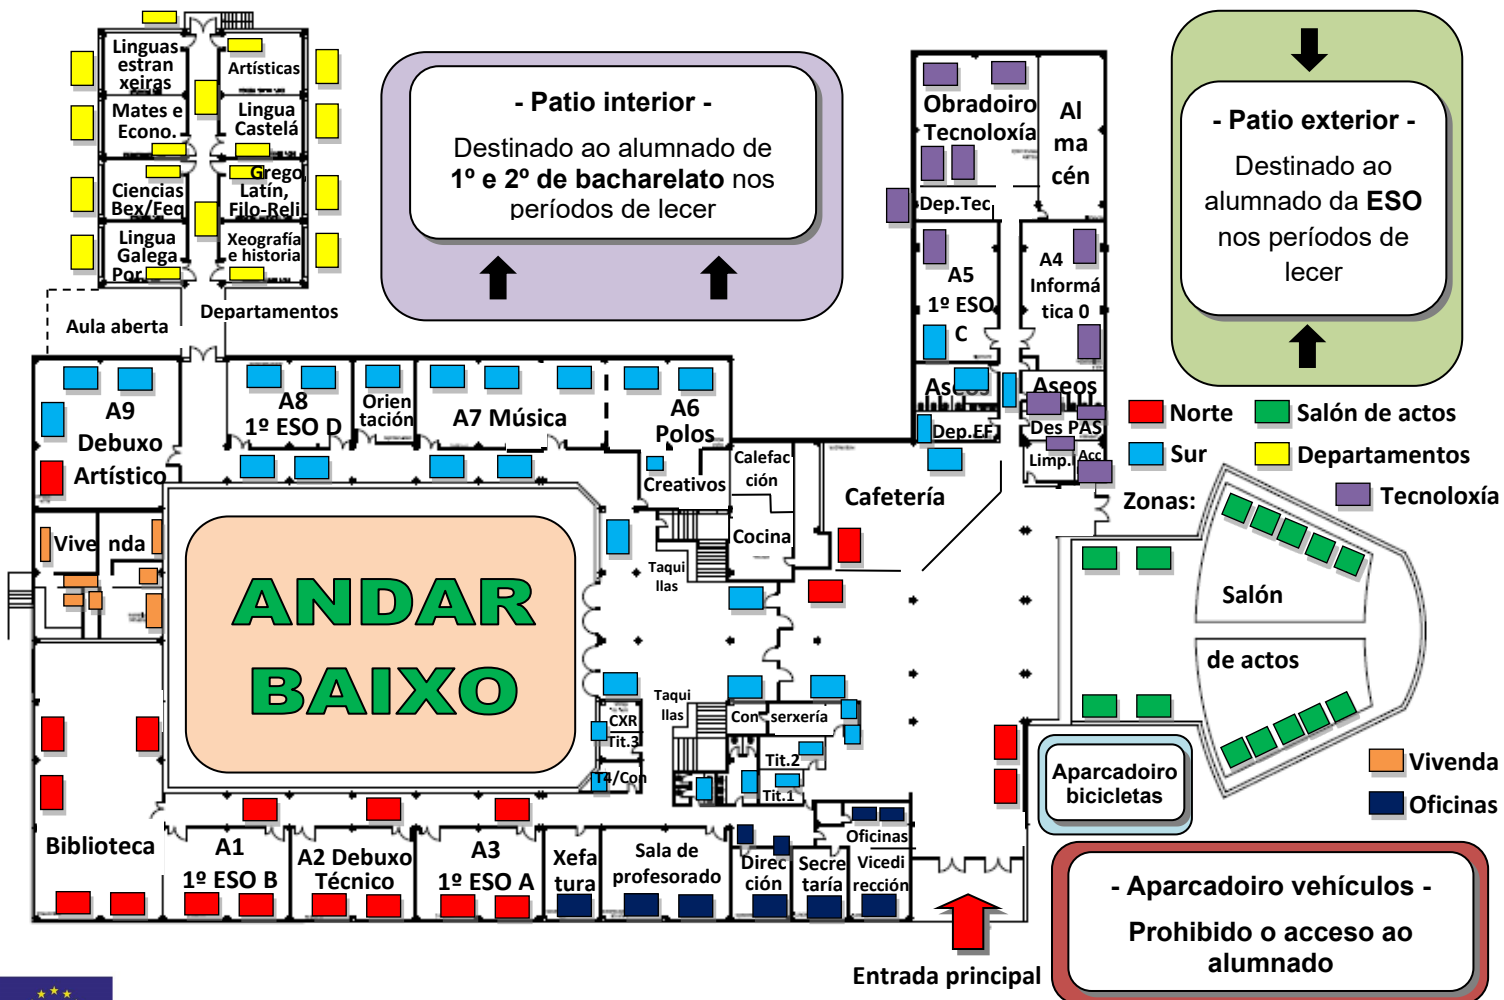 Linguas
estran
xeiras
Artísticas
Mates e
Econo.
Lingua
Castelá
Ciencias
Bex/Feq
Grego,
Latín,
Filo-Reli
Lingua
Galega
Por.
Xeografía
e historia
Aula aberta
Departamentos
- Patio interior -
Destinado ao alumnado de
1º e 2º de bacharelato nos
períodos de lecer
Obradoiro
Tecnoloxía
Al
ma
cén
Dep.Tec
A5
1º ESO
C
A4
Informá
tica 0
Aseos
Aseos
Dep.EF
Des PAS
Limp.
Acc
- Patio exterior -
Destinado ao
alumnado da ESO
nos períodos de
lecer
Norte
Salón de actos
Sur
Departamentos
Zonas:
Tecnoloxía
A9
Debuxo
Artístico
A8
1º ESO D
Orien
tación
A7 Música
A6
Polos
Creativos
Calefac
ción
Cocina
Cafetería
Vive nda
ANDAR
BAIXO
Taqui
llas
Taqui
llas
Salón
de actos
CXR
Tit.3
T4/Con
Con serxería
Tit.2
Tit.1
Aparcadoiro
bicicletas
Vivenda
Oficinas
Biblioteca
A1
1º ESO B
A2 Debuxo
Técnico
A3
1º ESO A
Xefa
tura
Sala de
profesorado
Direc
ción
Secre
taría
Oficinas
Vicedi
rección
Entrada principal
- Aparcadoiro vehículos -
Prohibido o acceso ao
alumnado